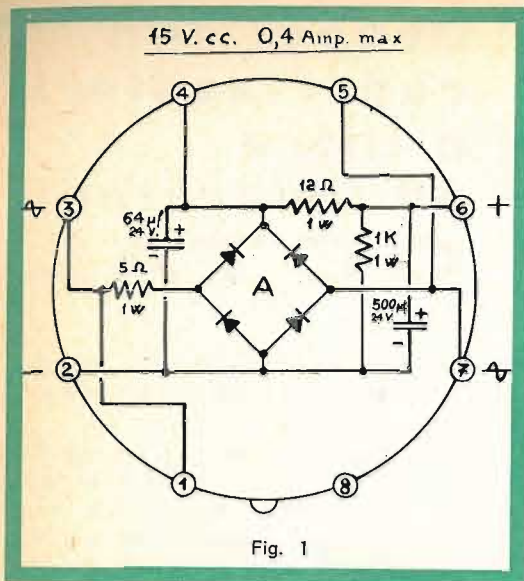 15 V. cc. 0,4 Amp. max
4
5
3
64 µf
24 V.
+
-
12 Ω
1 W
6
+
1 K
1 W
5 Ω
1 W
A
500 µf
24 V.
+
-
-
2
7
1
8
Fig. 1